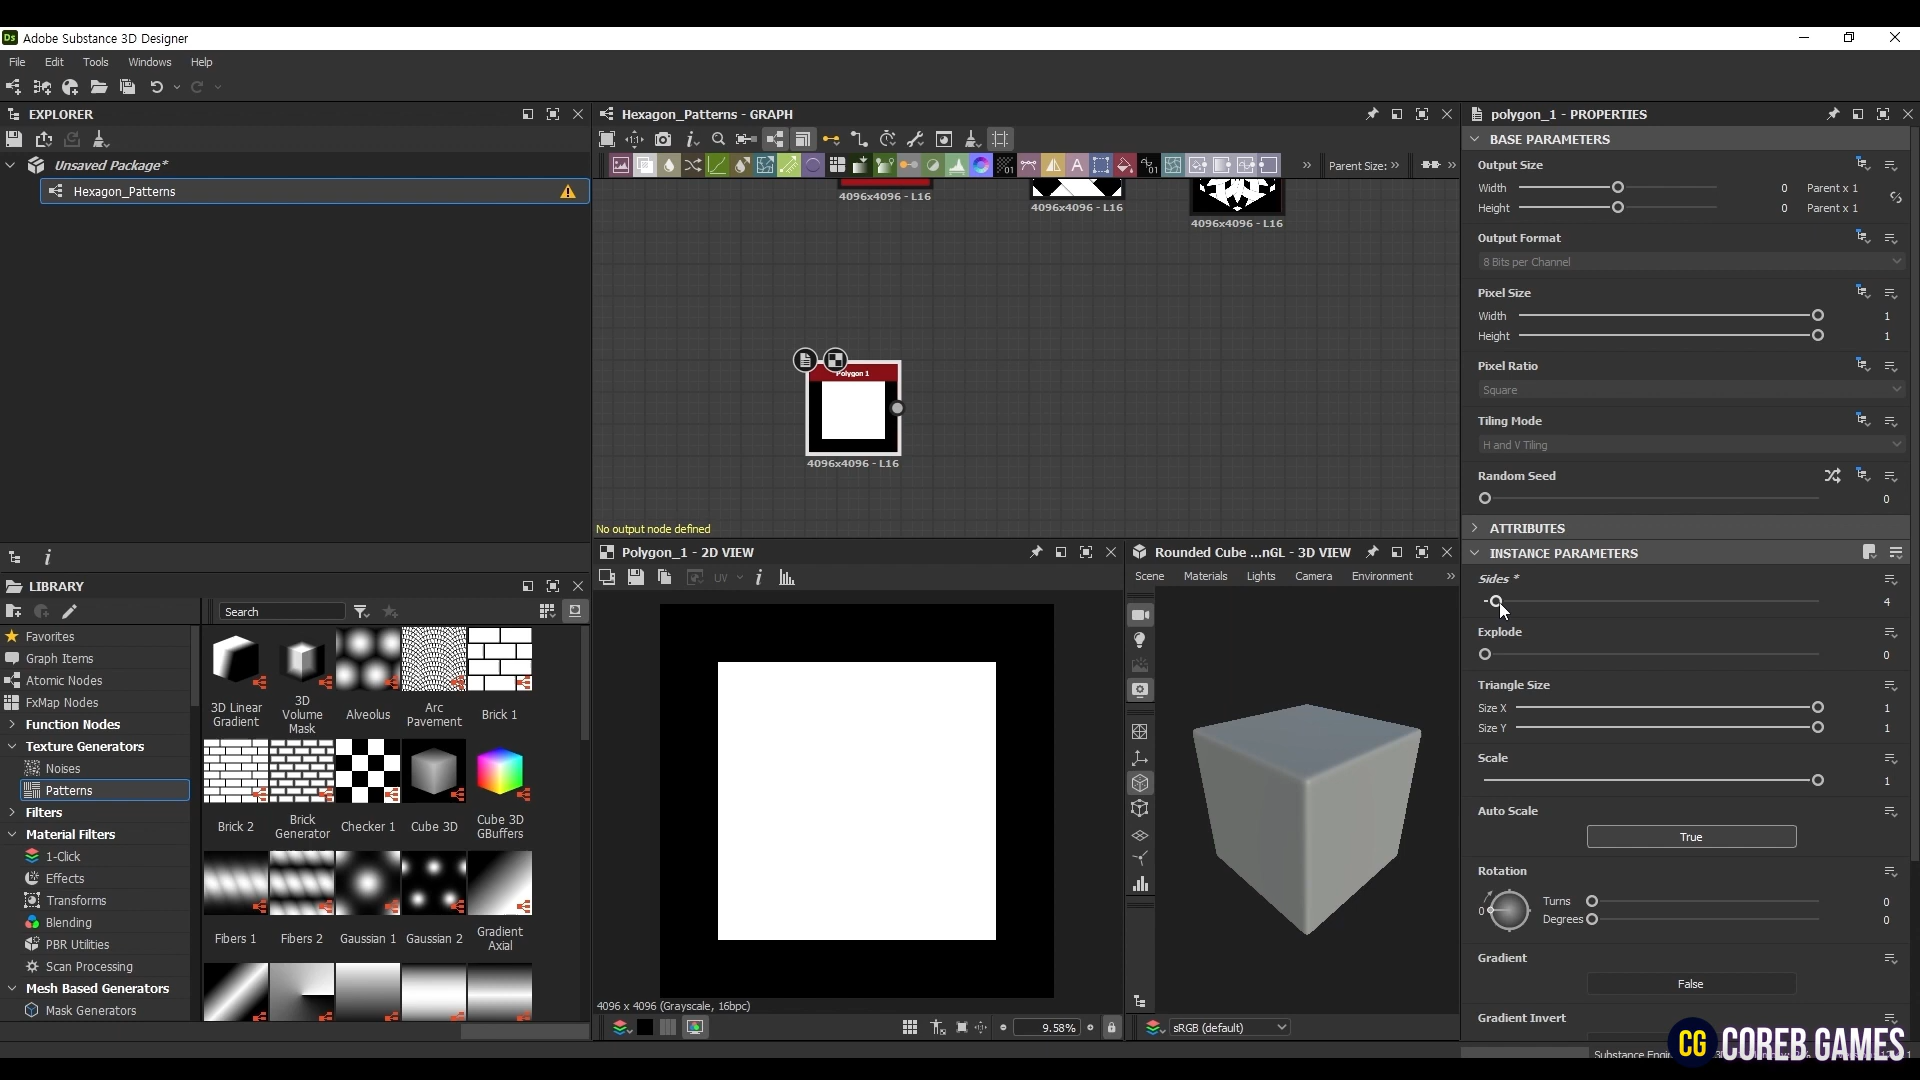 Ds Adobe Substance 3D Designer
File Edit Tools Windows Help
EXPLORER
Unsaved Package*
Hexagon_Patterns
LIBRARY
Search
Favorites
Graph Items
Atomic Nodes
FxMap Nodes
Function Nodes
Texture Generators
Noises
Patterns
Filters
Material Filters
1-Click
Effects
Transforms
Blending
PBR Utilities
Scan Processing
Mesh Based Generators
Mask Generators
3D Linear Gradient
3D Volume Mask
Alveolus
Arc Pavement
Brick 1
Brick 2
Brick Generator
Checker 1
Cube 3D
Cube 3D GBuffers
Fibers 1
Fibers 2
Gaussian 1
Gaussian 2
Gradient Axial
Hexagon_Patterns - GRAPH
Parent Size:
4096x4096 - L16
4096x4096 - L16
4096x4096 - L16
Polygon 1
4096x4096 - L16
No output node defined
Polygon_1 - 2D VIEW
UV
4096 x 4096 (Grayscale, 16bpc)
9.58%
Rounded Cube ...nGL - 3D VIEW
Scene Materials Lights Camera Environment
sRGB (default)
polygon_1 - PROPERTIES
BASE PARAMETERS
Output Size
Width 0 Parent x 1
Height 0 Parent x 1
Output Format
8 Bits per Channel
Pixel Size
Width 1
Height 1
Pixel Ratio
Square
Tiling Mode
H and V Tiling
Random Seed
0
ATTRIBUTES
INSTANCE PARAMETERS
Sides *
4
Explode
0
Triangle Size
Size X 1
Size Y 1
Scale
1
Auto Scale
True
Rotation
0 Turns 0
Degrees 0
Gradient
False
Gradient Invert
Substance Engi
CG COREB GAMES